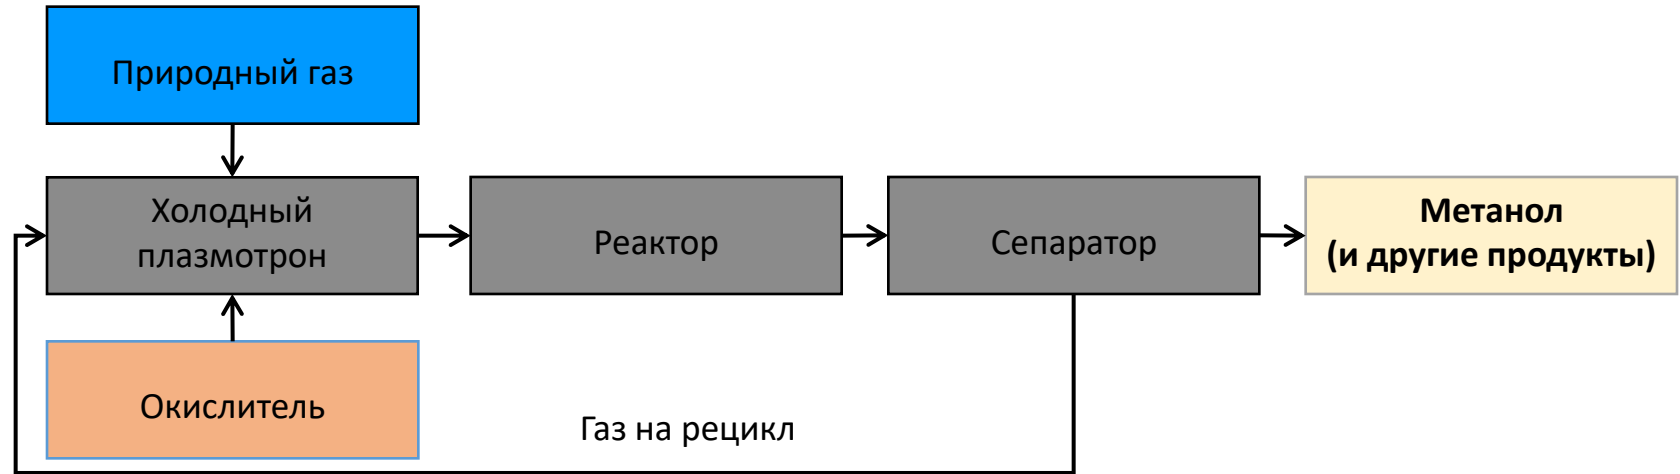 Природный газ
Холодный
плазмотрон
Реактор
Сепаратор
Метанол
(и другие продукты)
Окислитель
Газ на рецикл